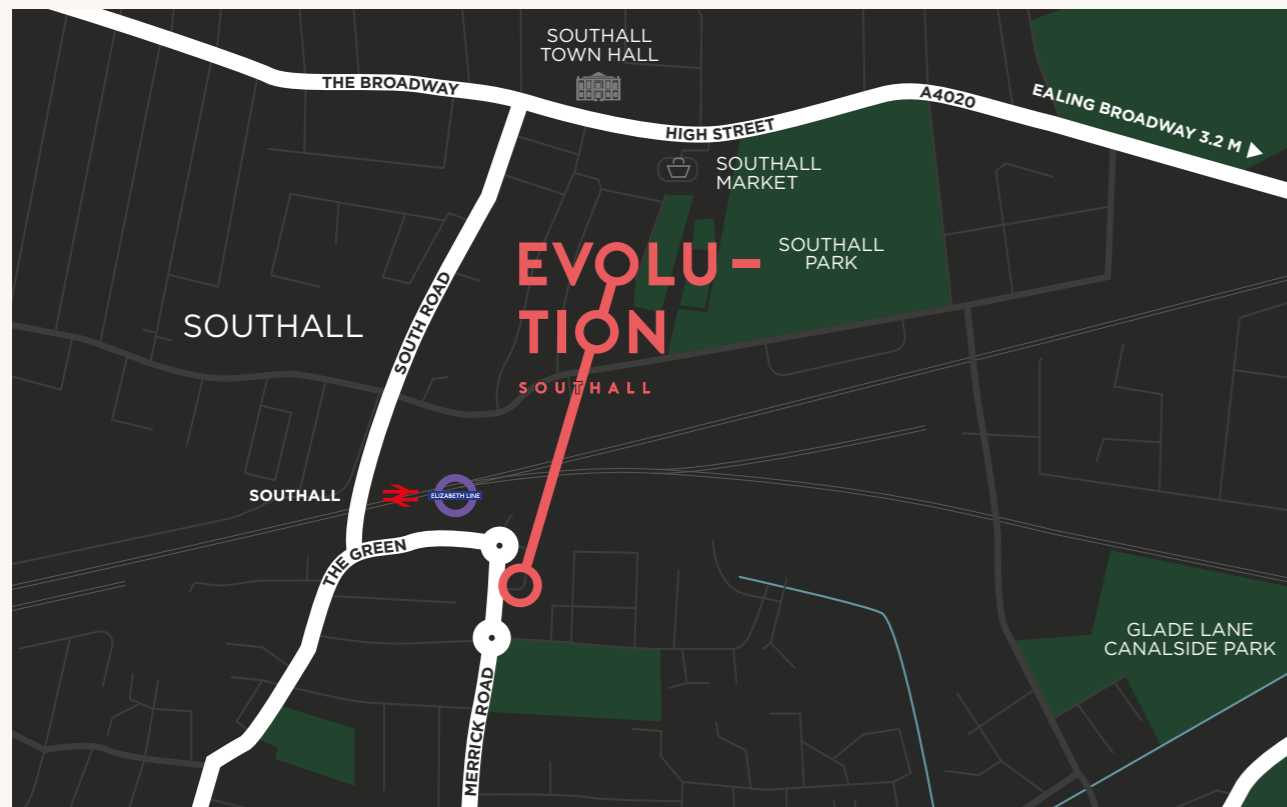 SOUTHALL
TOWN HALL
THE BROADWAY
A4020
EALING BROADWAY 3.2 M
HIGH STREET
SOUTHALL
MARKET
SOUTHALL
PARK
EVOLU-
TION
SOUTHALL
SOUTHALL
SOUTH ROAD
SOUTHALL
ELIZABETH LINE
THE GREEN
GLADE LANE
CANALSIDE PARK
MERRICK ROAD